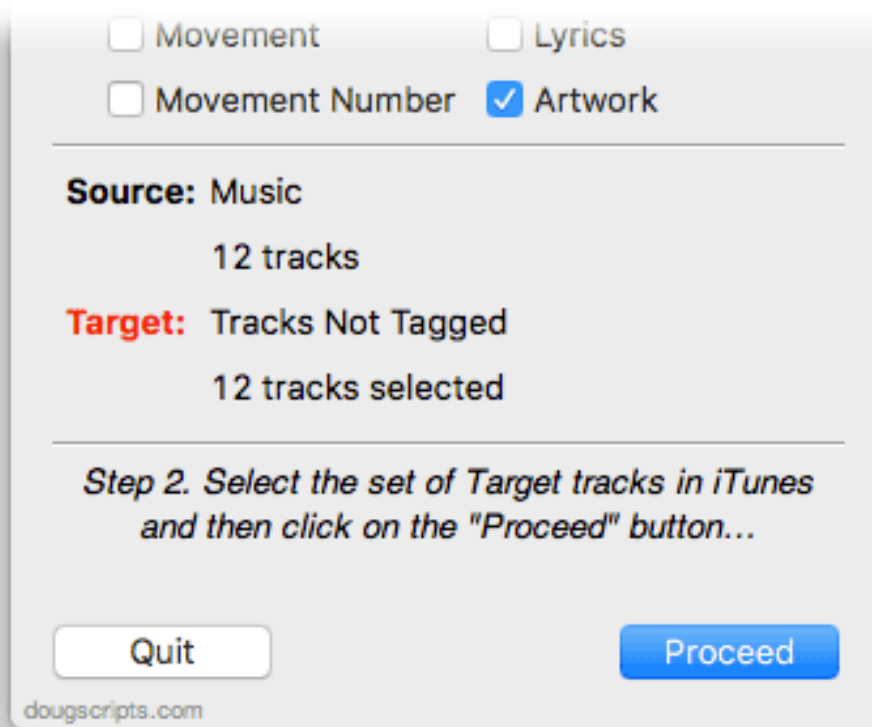 Movement Lyrics
Movement Number Artwork
Source: Music
12 tracks
Target: Tracks Not Tagged
12 tracks selected
Step 2. Select the set of Target tracks in iTunes
and then click on the "Proceed" button...
Quit Proceed
dougscripts.com